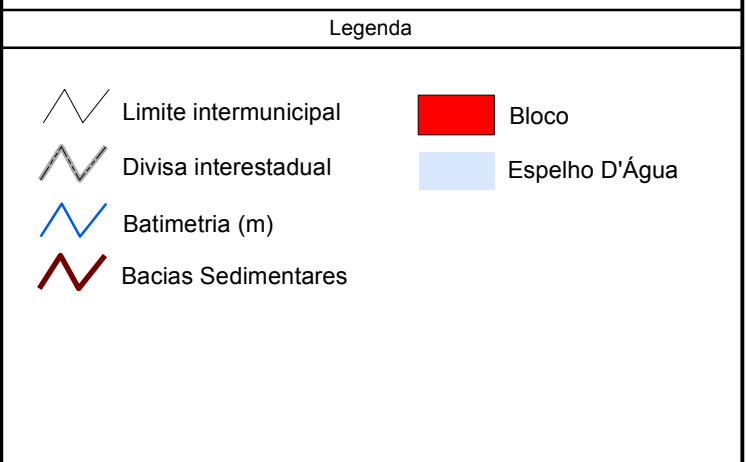 Legenda
Limite intermunicipal
Divisa interestadual
Batimetria (m)
Bacias Sedimentares
Bloco
Espelho D'Água